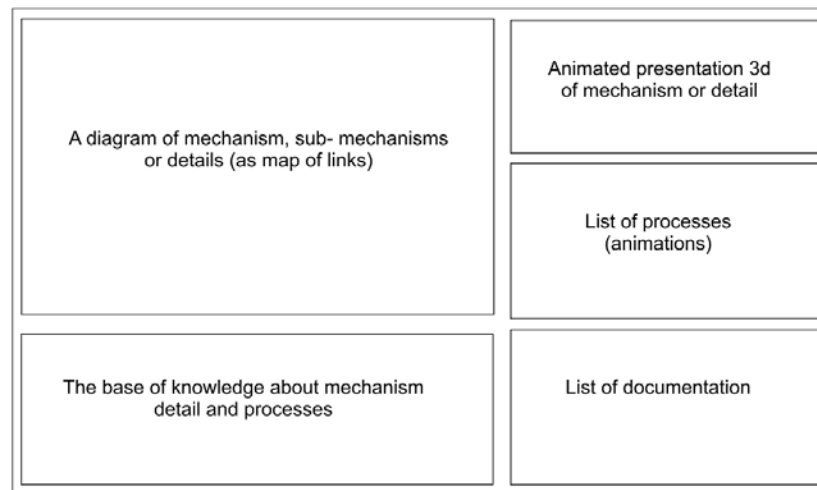 A diagram of mechanism, sub- mechanisms
or details (as map of links)
Animated presentation 3d
of mechanism or detail
List of processes
(animations)
The base of knowledge about mechanism
detail and processes
List of documentation